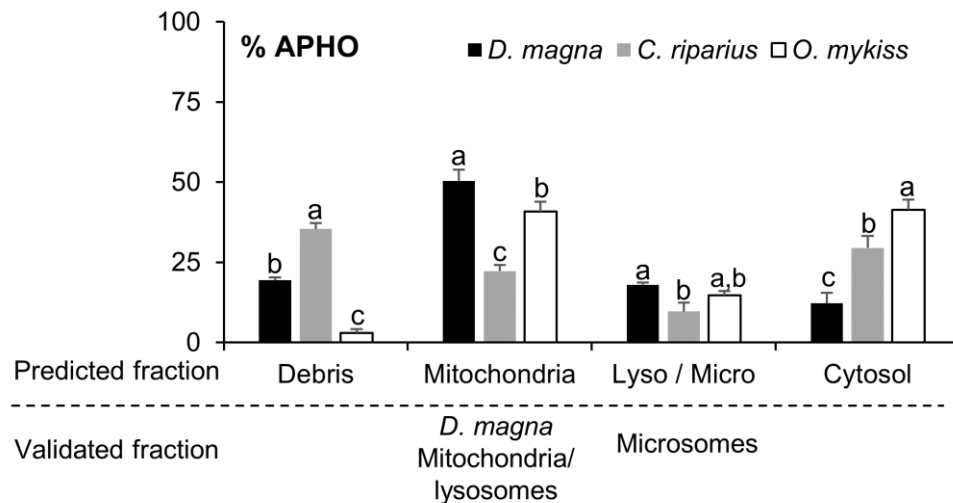 100
% APHO
D. magna
C. riparius
O. mykiss
75
50
25
0
b
a
c
a
c
b
a
b
a,b
c
b
a
Predicted fraction
Debris
Mitochondria
Lyso / Micro
Cytosol
Validated fraction
D. magna
Mitochondria/
lysosomes
Microsomes